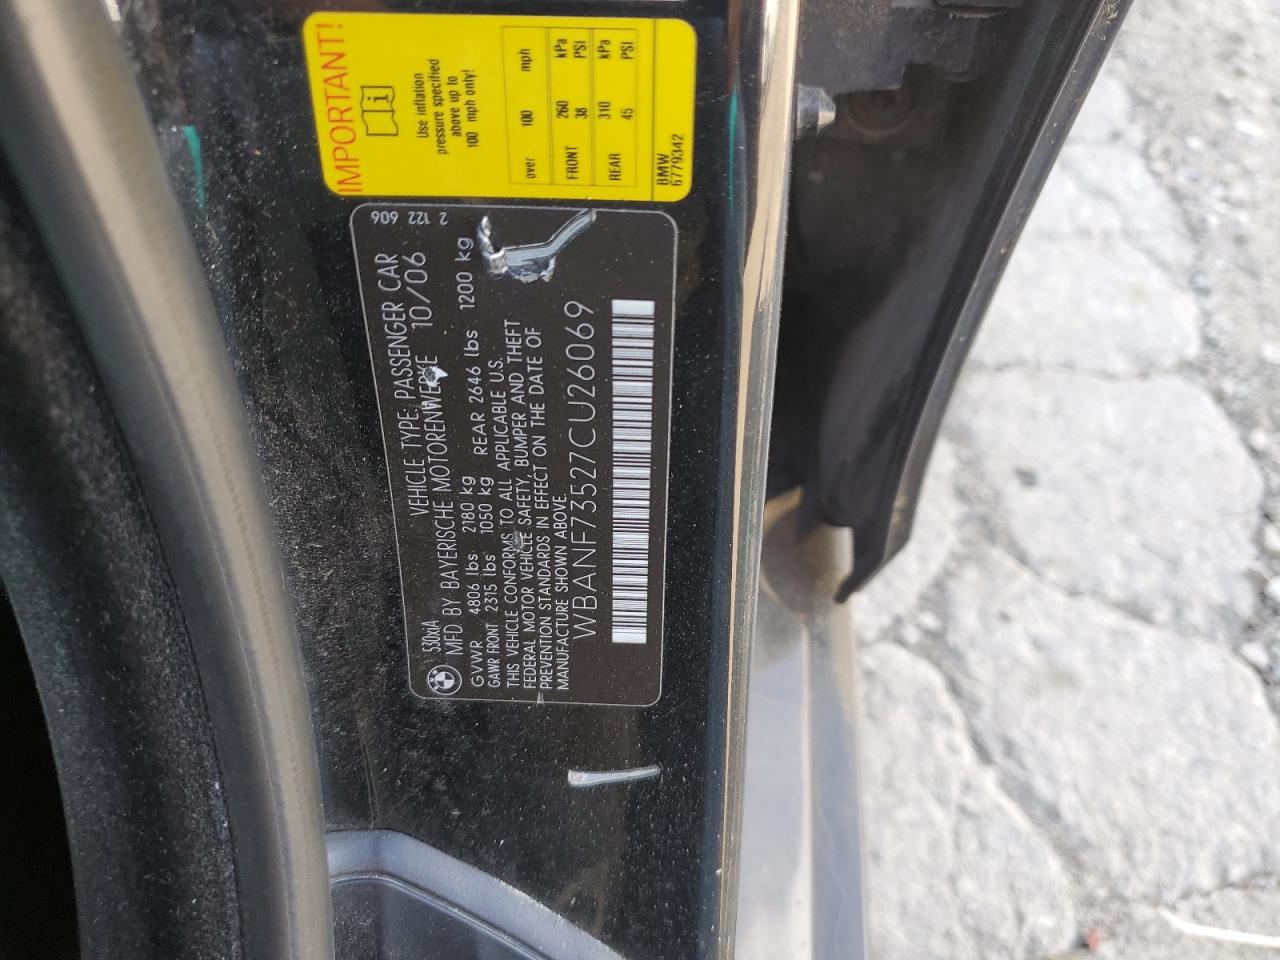 IMPORTANT!
Use inflation
pressure specified
above up to
100 mph only!
over 100 mph
FRONT 260 kPa
38 PSI
REAR 310 kPa
45 PSI
BMW
6779342
2 122 606
530xiA VEHICLE TYPE: PASSENGER CAR
MFD BY BAYERISCHE MOTORENWERKE 10/06
GVWR 4806 lbs 2180 kg
GAWR FRONT 2315 lbs 1050 kg REAR 2646 lbs 1200 kg
THIS VEHICLE CONFORMS TO ALL APPLICABLE U.S.
FEDERAL MOTOR VEHICLE SAFETY, BUMPER AND THEFT
PREVENTION STANDARDS IN EFFECT ON THE DATE OF
MANUFACTURE SHOWN ABOVE.
WBANF73527CU26069